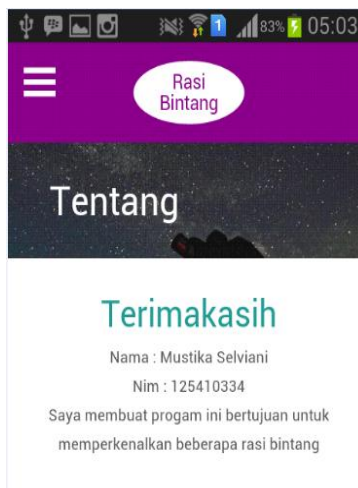 1 83% 05:03
Rasi
Bintang
Tentang
Terimakasih
Nama : Mustika Selviani
Nim : 125410334
Saya membuat progam ini bertujuan untuk
memperkenalkan beberapa rasi bintang